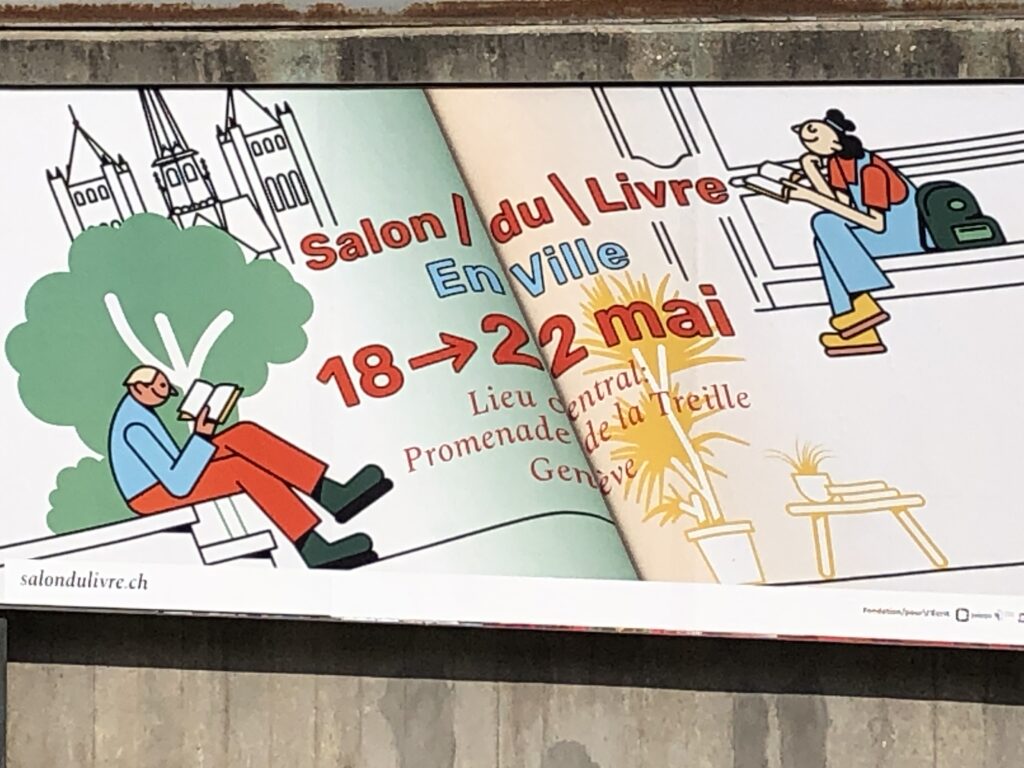 Salon / du \ Livre
En Ville
18→22 mai
Lieu central:
Promenade de la Treille
Genève
salondulivre.ch
Fondation/pour\l'Écrit